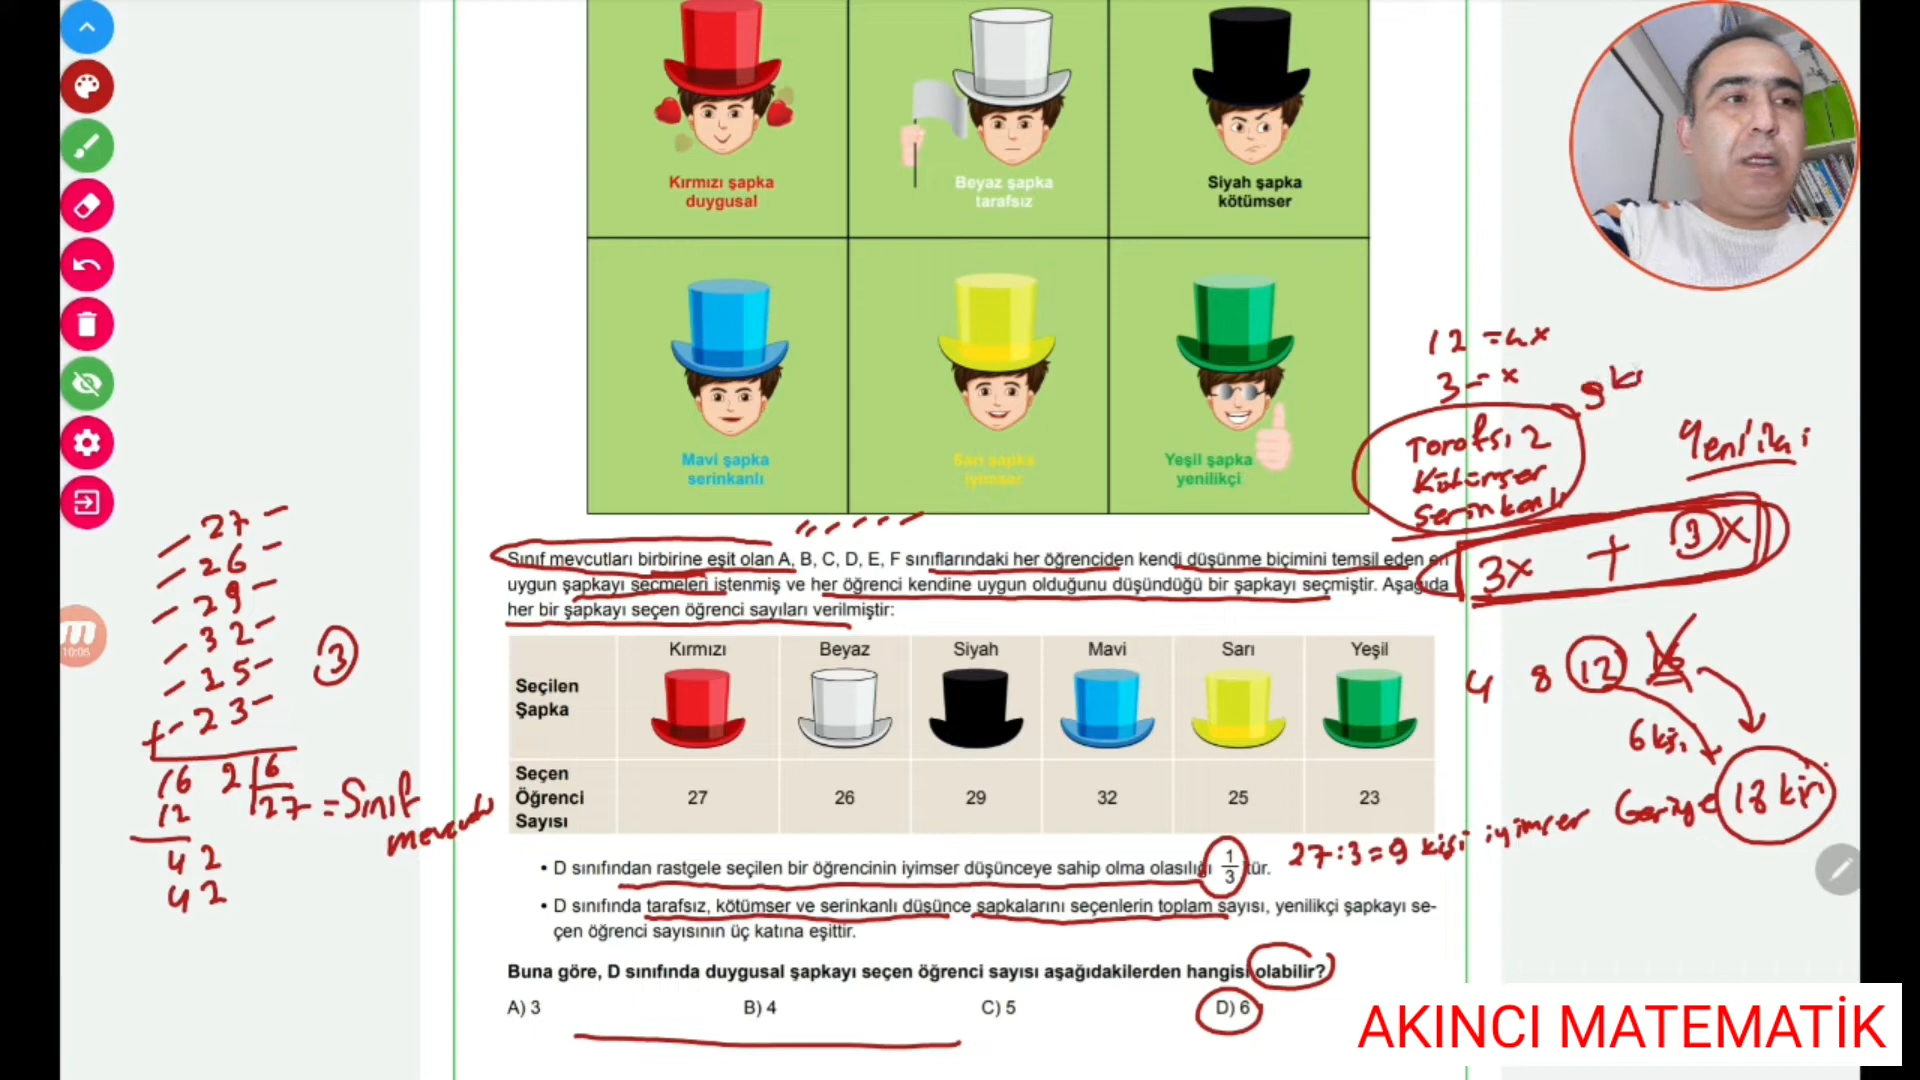 Kırmızı şapka
duygusal
Beyaz şapka
tarafsız
Siyah şapka
kötümser
Mavi şapka
serinkanlı
Sarı şapka
iyimser
Yeşil şapka
yenilikçi
12 = 4x
3 = x
9 ki
Tarafsız
Kötümser
Serinkanlı
Yenilikçi
3x + 3x
Sınıf mevcutları birbirine eşit olan A, B, C, D, E, F sınıflarındaki her öğrenciden kendi düşünme biçimini temsil eden en
uygun şapkayı seçmeleri istenmiş ve her öğrenci kendine uygun olduğunu düşündüğü bir şapkayı seçmiştir. Aşağıda
her bir şapkayı seçen öğrenci sayıları verilmiştir:
Seçilen Şapka
Kırmızı Beyaz Siyah Mavi Sarı Yeşil
Seçen Öğrenci Sayısı
27 26 29 32 25 23
27
26
29
32
25
23
3
162 6
12 27 = Sınıf mevcudu
42
42
10:05
4 8 12
6 kişi
Geriye 18 kişi
27:3=9 kişi iyimser
• D sınıfından rastgele seçilen bir öğrencinin iyimser düşünceye sahip olma olasılığı 1/3 tür.
• D sınıfında tarafsız, kötümser ve serinkanlı düşünce şapkalarını seçenlerin toplam sayısı, yenilikçi şapkayı se-
çen öğrenci sayısının üç katına eşittir.
Buna göre, D sınıfında duygusal şapkayı seçen öğrenci sayısı aşağıdakilerden hangisi olabilir?
A) 3 B) 4 C) 5 D) 6
AKINCI MATEMATİK